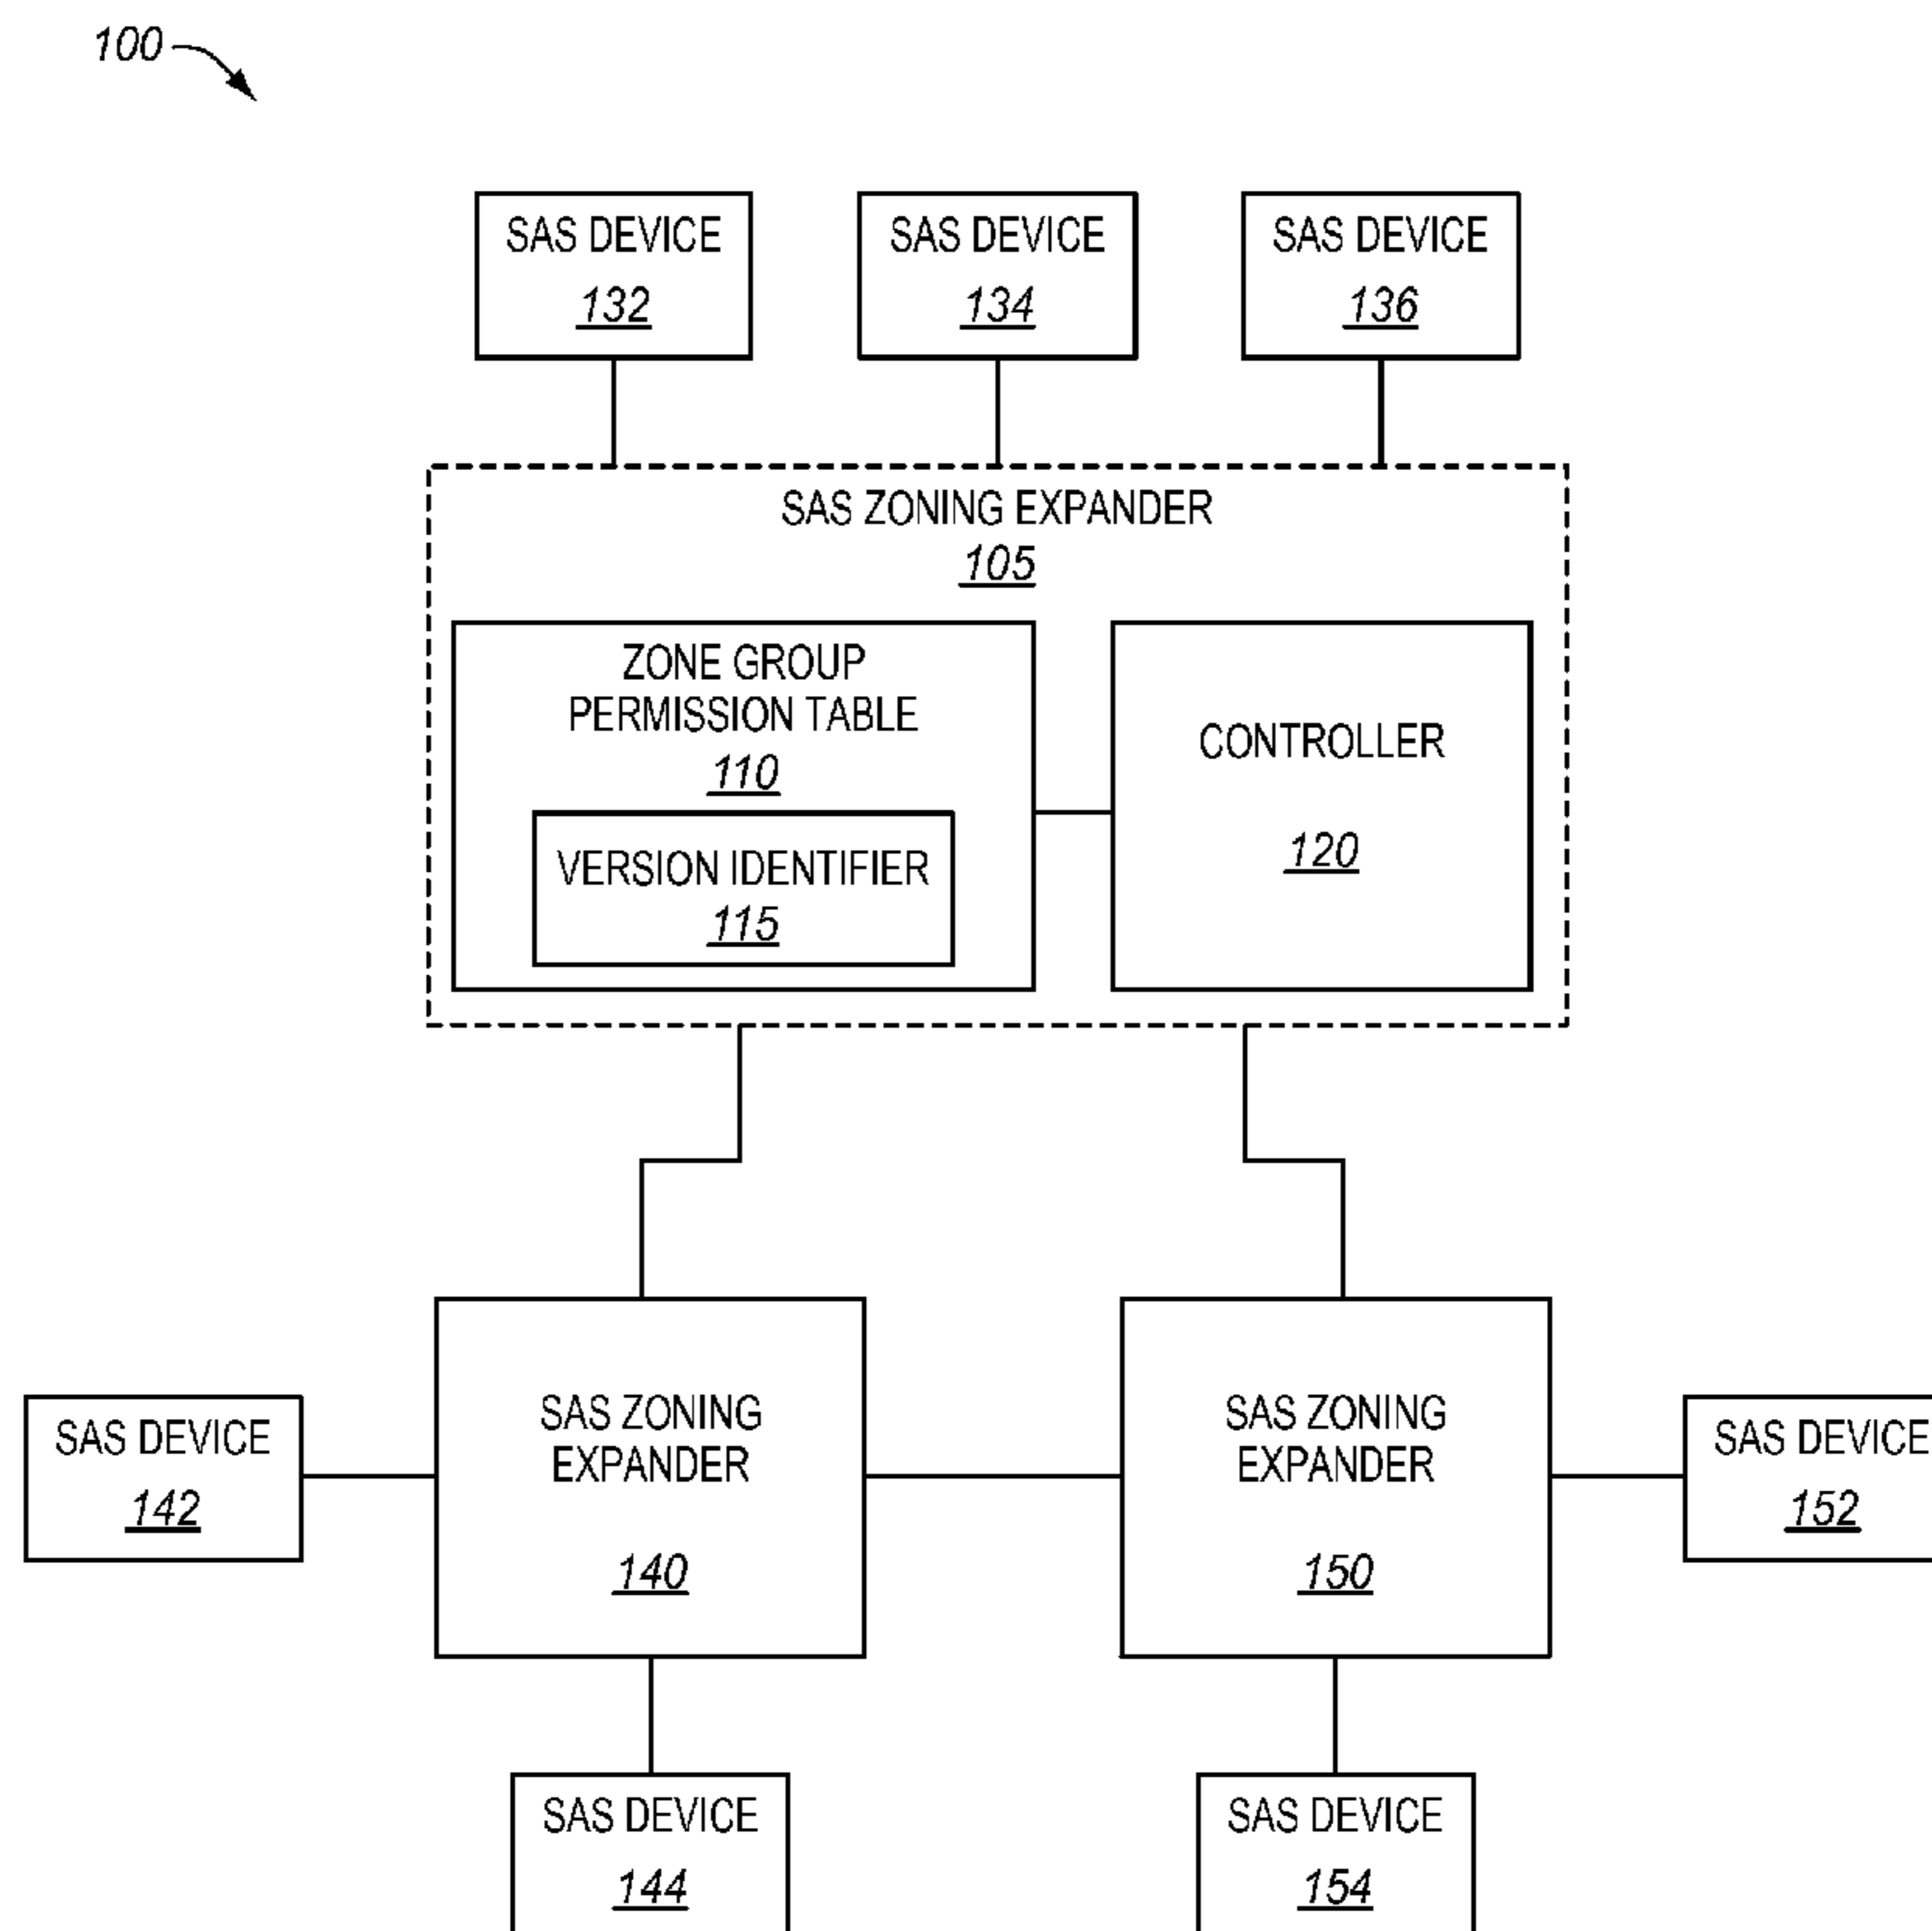 100
SAS DEVICE
132
SAS DEVICE
134
SAS DEVICE
136
SAS ZONING EXPANDER
105
ZONE GROUP
PERMISSION TABLE
110
VERSION IDENTIFIER
115
CONTROLLER
120
SAS DEVICE
142
SAS ZONING
EXPANDER
140
SAS ZONING
EXPANDER
150
SAS DEVICE
152
SAS DEVICE
144
SAS DEVICE
154